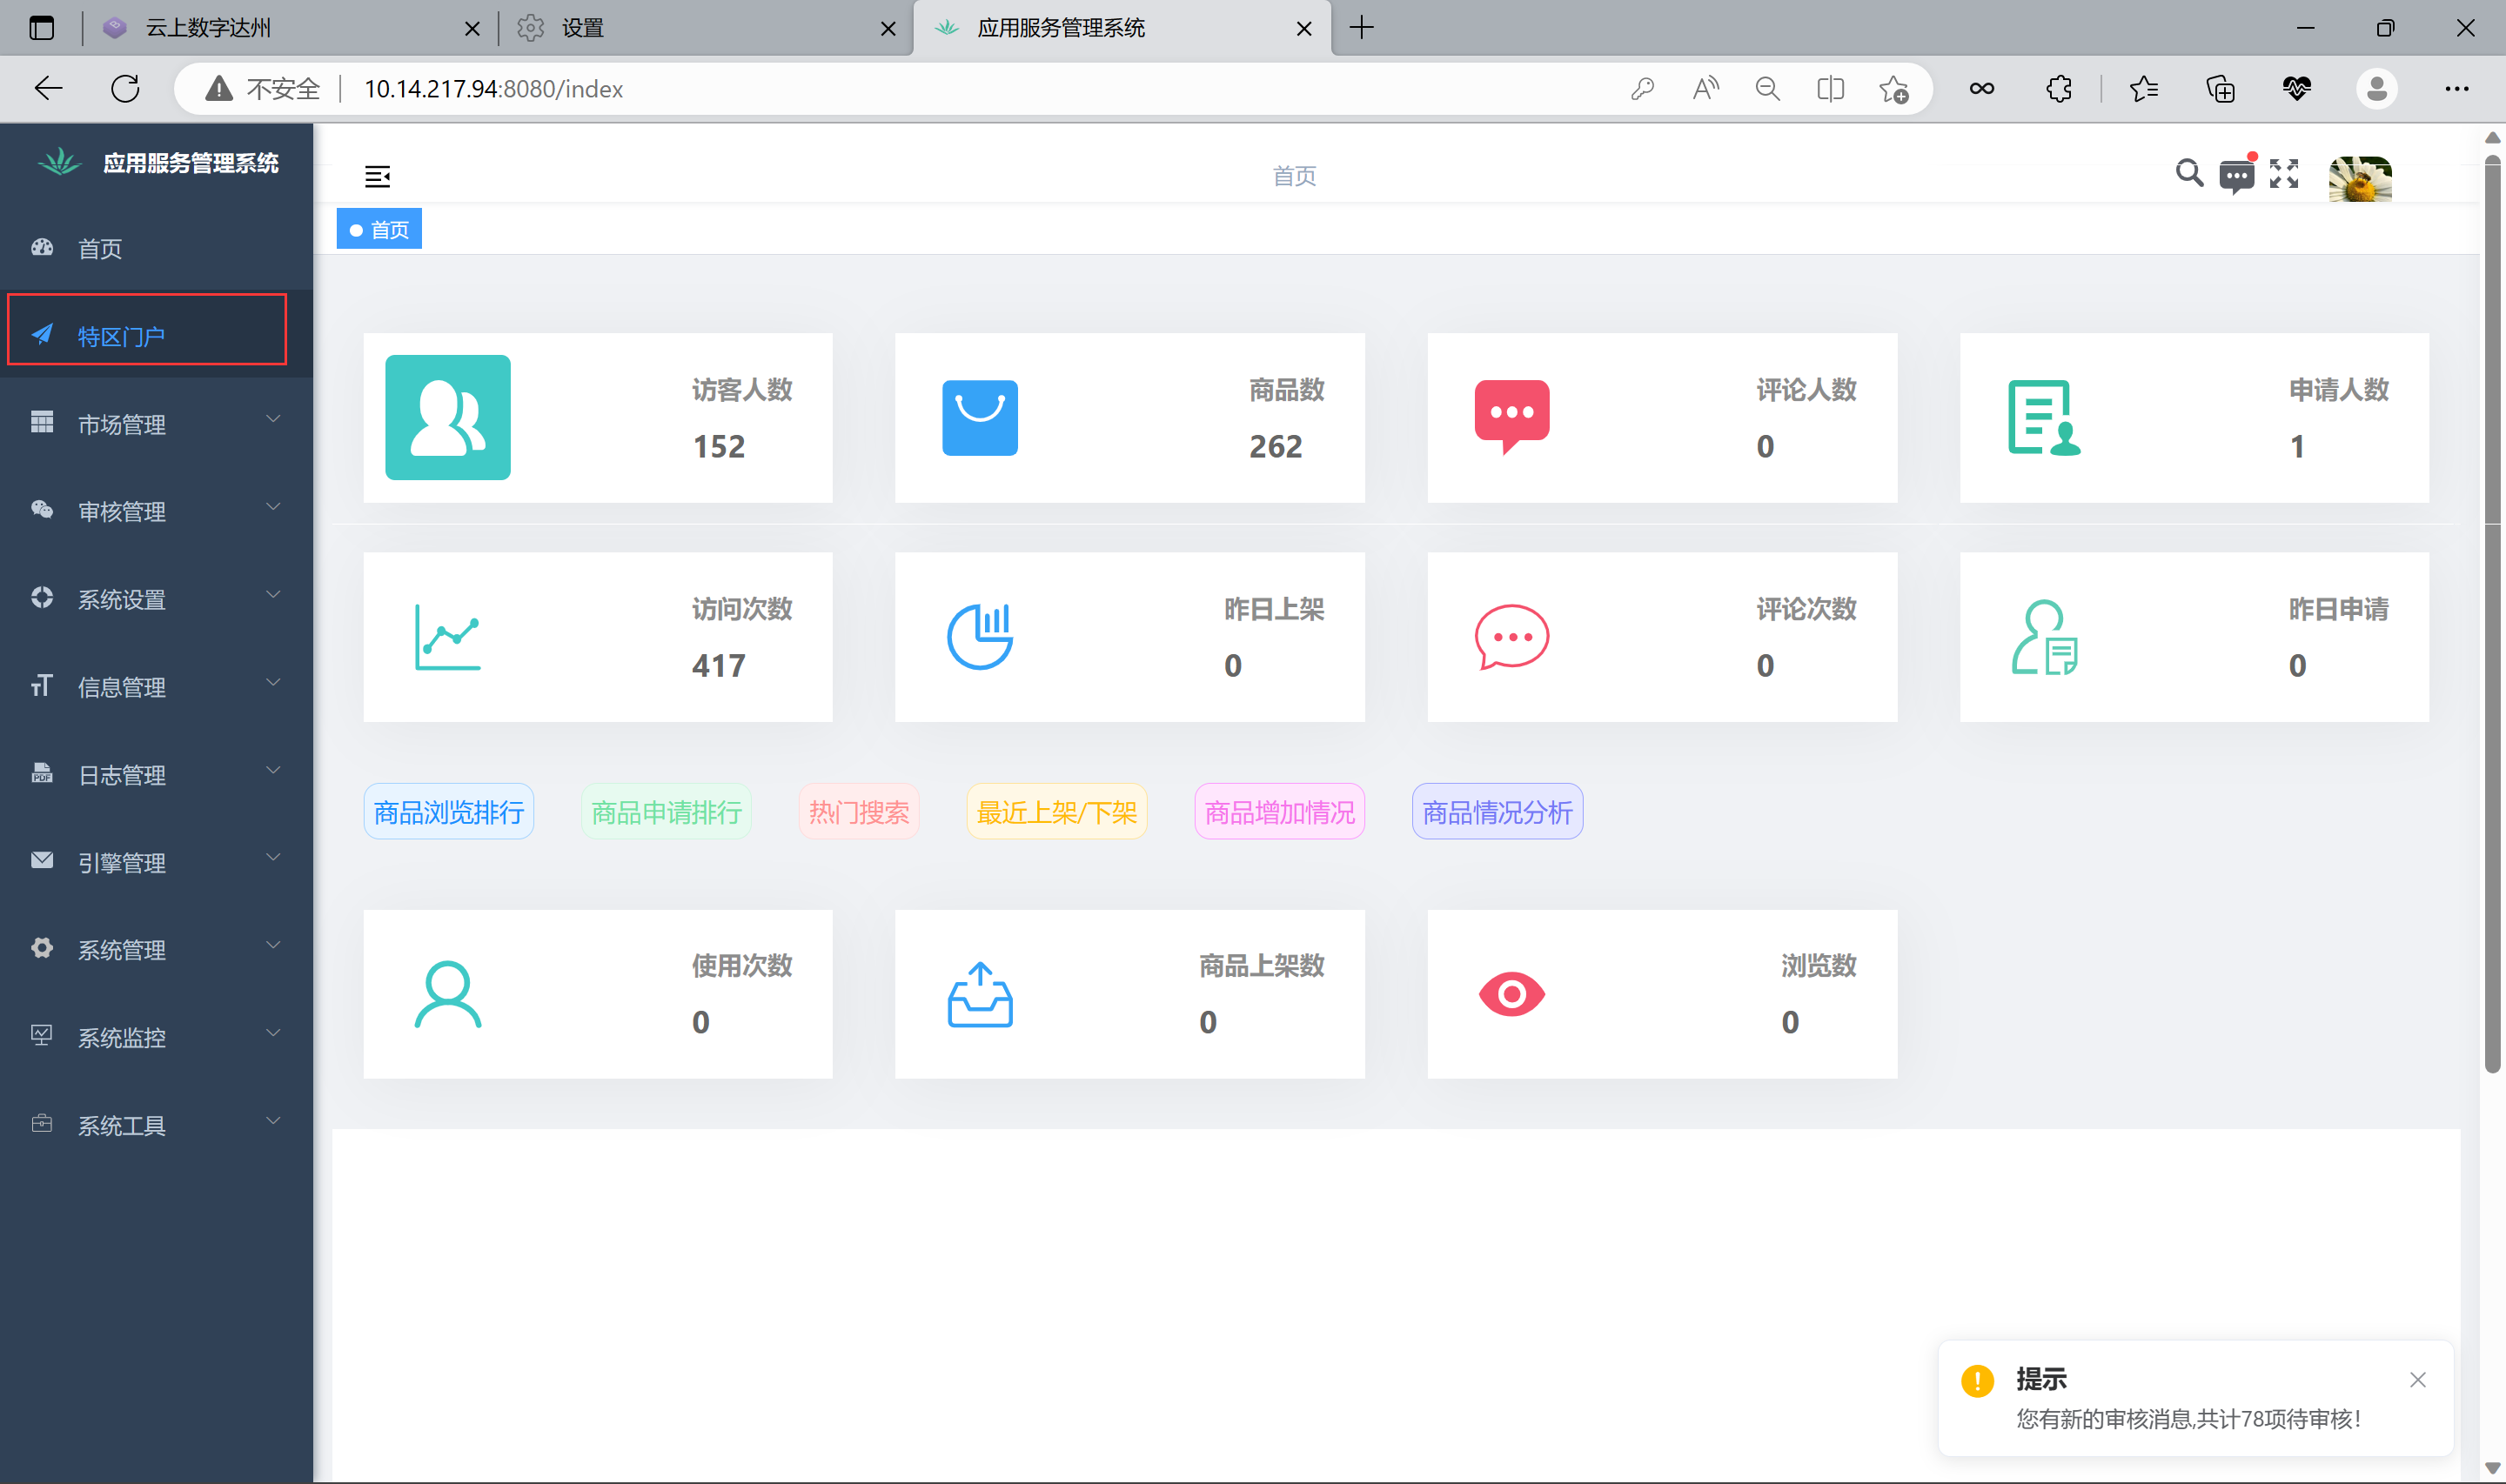 云上数字达州
设置
应用服务管理系统
不安全
10.14.217.94:8080/index
应用服务管理系统
首页
特区门户
市场管理
审核管理
系统设置
信息管理
日志管理
引擎管理
系统管理
系统监控
系统工具
首页
首页
访客人数
152
商品数
262
评论人数
0
申请人数
1
访问次数
417
昨日上架
0
评论次数
0
昨日申请
0
商品浏览排行
商品申请排行
热门搜索
最近上架/下架
商品增加情况
商品情况分析
使用次数
0
商品上架数
0
浏览数
0
提示
您有新的审核消息,共计78项待审核!